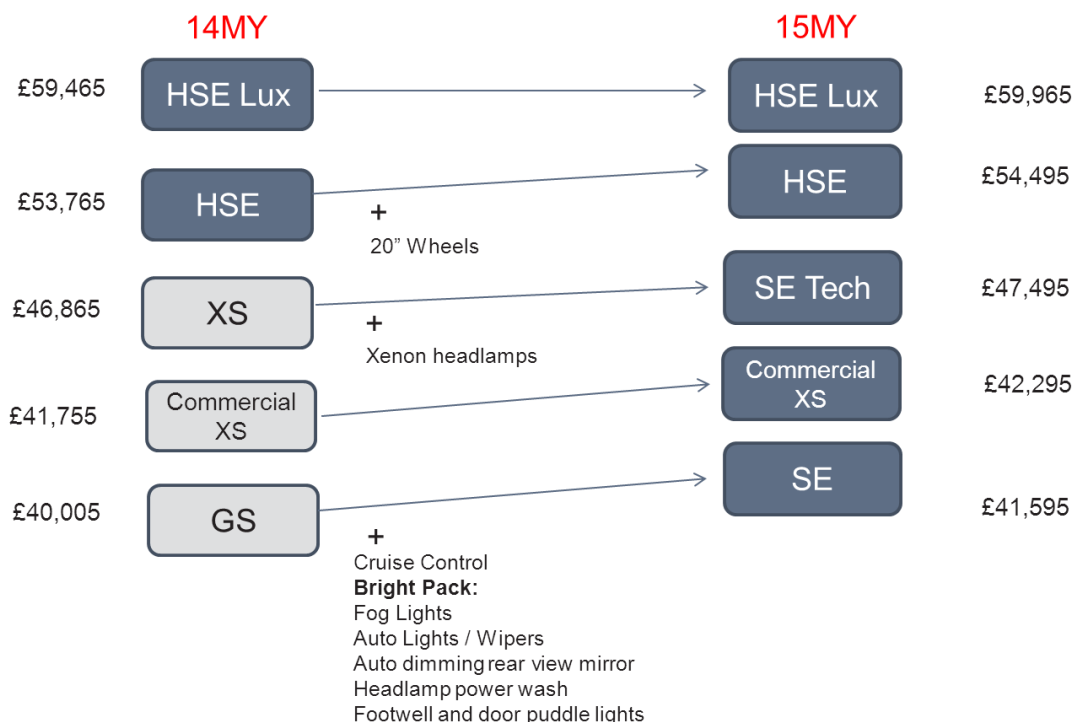 14MY
15MY
£59,465
HSE Lux
HSE Lux
£59,965
£53,765
HSE
HSE
£54,495
+
20” Wheels
£46,865
XS
SE Tech
£47,495
+
Xenon headlamps
£41,755
Commercial
XS
Commercial
XS
£42,295
£40,005
GS
SE
£41,595
+
Cruise Control
Bright Pack:
Fog Lights
Auto Lights / Wipers
Auto dimming rear view mirror
Headlamp power wash
Footwell and door puddle lights